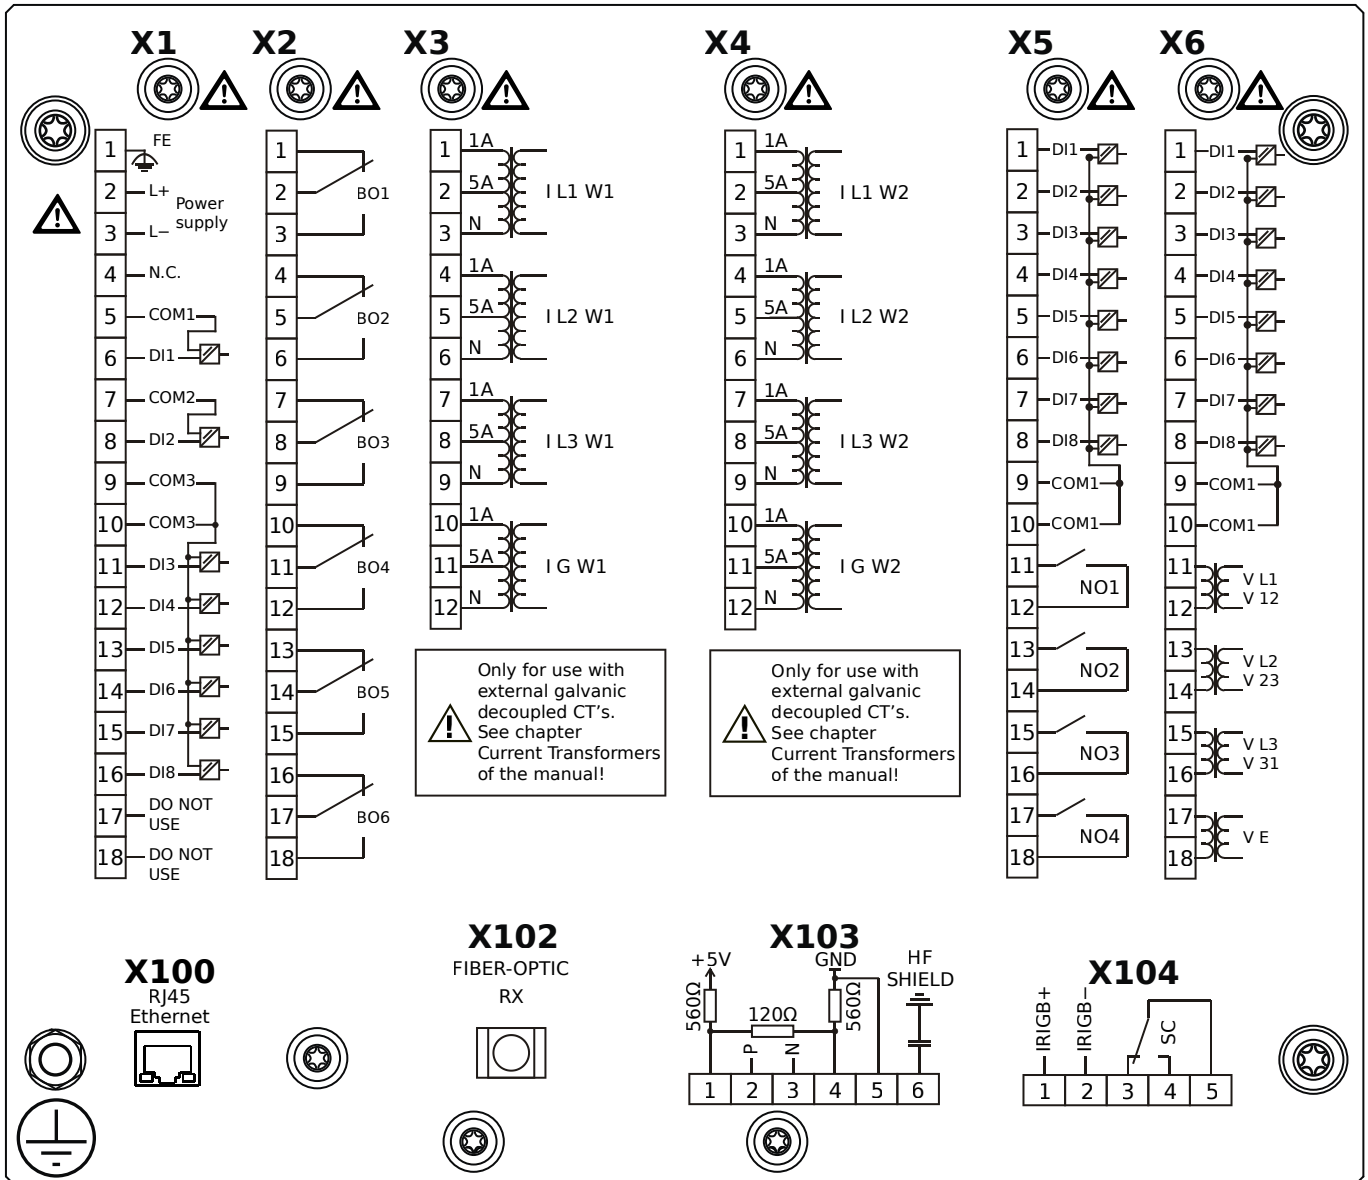 X1
1
FE
2
L+
Power
supply
3
L−
4
N.C.
5
COM1
6
DI1
7
COM2
8
DI2
9
COM3
10
COM3
11
DI3
12
DI4
13
DI5
14
DI6
15
DI7
16
DI8
17
DO NOT
USE
18
DO NOT
USE
X2
1
2
BO1
3
4
5
BO2
6
7
8
BO3
9
10
11
BO4
12
13
14
BO5
15
16
17
BO6
18
X3
1
1A
2
5A
I L1 W1
3
N
4
1A
5
5A
I L2 W1
6
N
7
1A
8
5A
I L3 W1
9
N
10
1A
11
5A
I G W1
12
N
Only for use with
external galvanic
decoupled CT's.
See chapter
Current Transformers
of the manual!
X4
1
1A
2
5A
I L1 W2
3
N
4
1A
5
5A
I L2 W2
6
N
7
1A
8
5A
I L3 W2
9
N
10
1A
11
5A
I G W2
12
N
Only for use with
external galvanic
decoupled CT's.
See chapter
Current Transformers
of the manual!
X5
1
DI1
2
DI2
3
DI3
4
DI4
5
DI5
6
DI6
7
DI7
8
DI8
9
COM1
10
COM1
11
NO1
12
13
NO2
14
15
NO3
16
17
NO4
18
X6
1
DI1
2
DI2
3
DI3
4
DI4
5
DI5
6
DI6
7
DI7
8
DI8
9
COM1
10
COM1
11
V L1
V 12
12
13
V L2
V 23
14
15
V L3
V 31
16
17
V E
18
X100
RJ45
Ethernet
X102
FIBER-OPTIC
RX
X103
+5V
GND
HF
SHIELD
560Ω
120Ω
560Ω
P
N
1 2 3 4 5 6
X104
IRIGB+
IRIGB−
SC
1 2 3 4 5